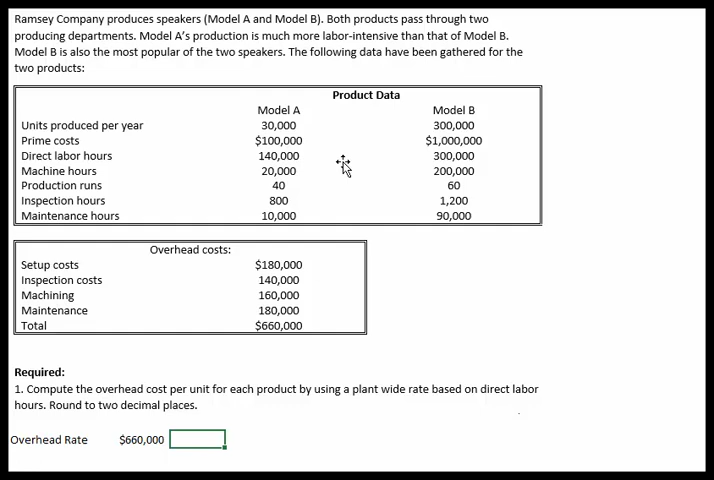 Ramsey Company produces speakers (Model A and Model B). Both products pass through two
producing departments. Model A's production is much more labor-intensive than that of Model B.
Model B is also the most popular of the two speakers. The following data have been gathered for the
two products:
Product Data
Model A Model B
Units produced per year 30,000 300,000
Prime costs $100,000 $1,000,000
Direct labor hours 140,000 300,000
Machine hours 20,000 200,000
Production runs 40 60
Inspection hours 800 1,200
Maintenance hours 10,000 90,000
Overhead costs:
Setup costs $180,000
Inspection costs 140,000
Machining 160,000
Maintenance 180,000
Total $660,000
Required:
1. Compute the overhead cost per unit for each product by using a plant wide rate based on direct labor
hours. Round to two decimal places.
Overhead Rate $660,000